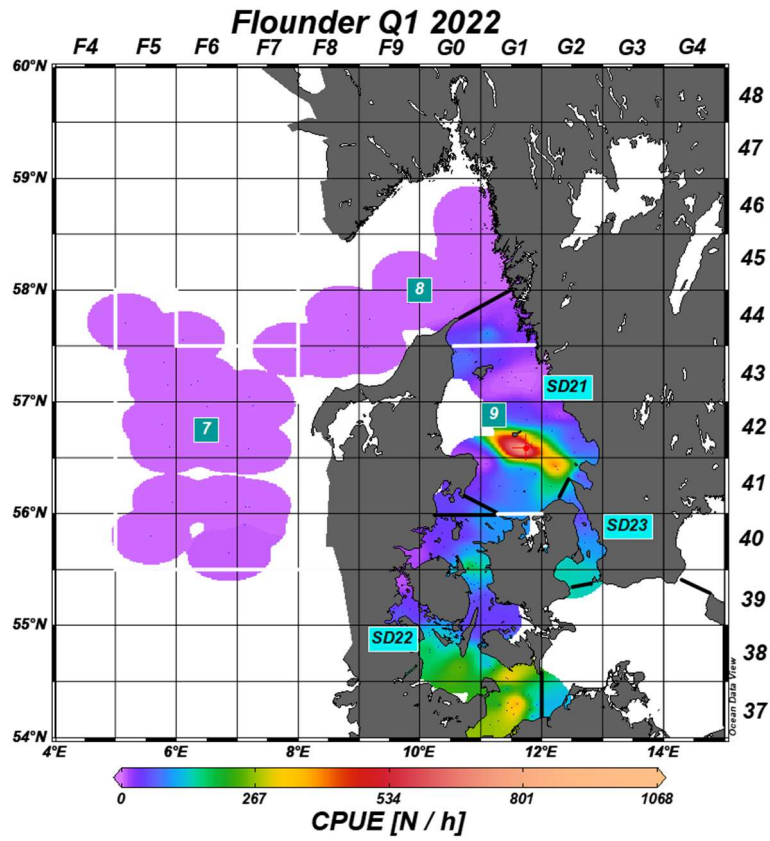 Flounder Q1 2022
F4 F5 F6 F7 F8 F9 G0 G1 G2 G3 G4
60°N
48
47
59°N
46
45
58°N
8
44
43
SD21
57°N
9
7
42
41
56°N
SD23
40
39
55°N
SD22
38
37
54°N
4°E 6°E 8°E 10°E 12°E 14°E
Ocean Data View
0 267 534 801 1068
CPUE [N / h]